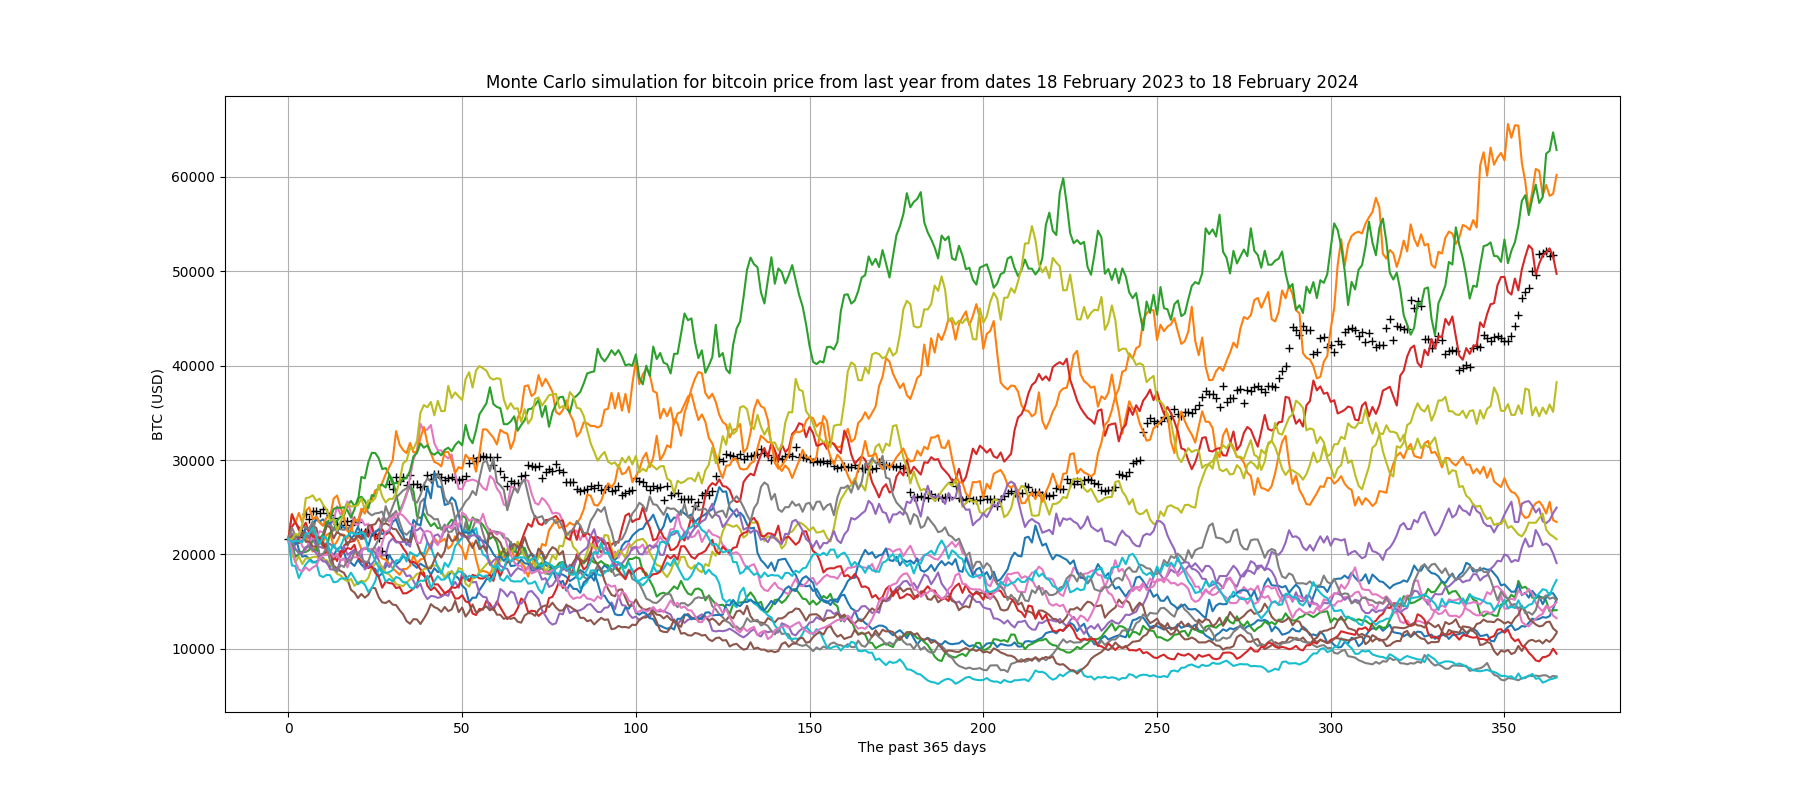 Monte Carlo simulation for bitcoin price from last year from dates 18 February 2023 to 18 February 2024
60000
50000
40000
30000
20000
10000
BTC (USD)
0 50 100 150 200 250 300 350
The past 365 days